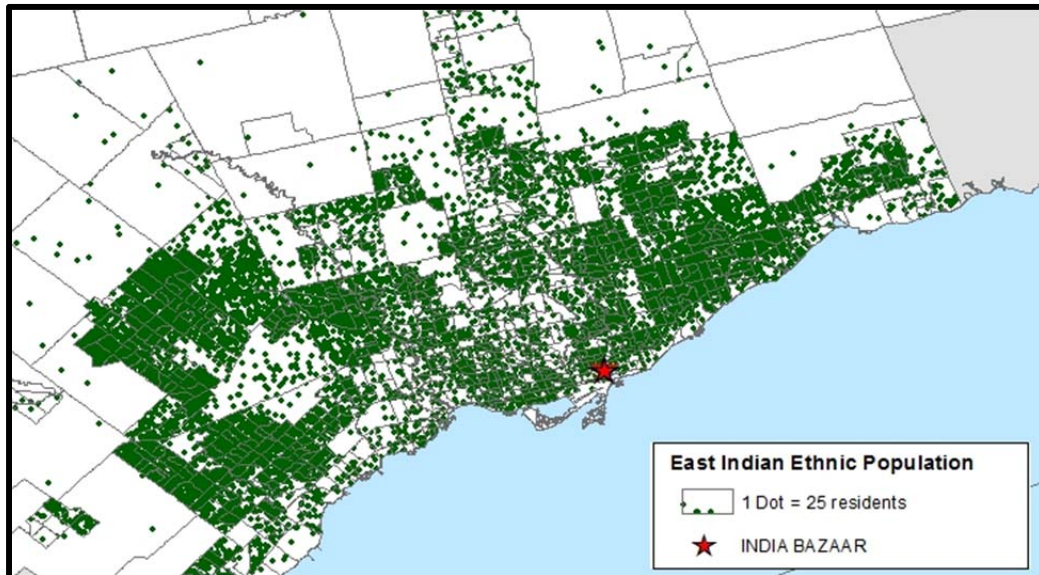 East Indian Ethnic Population
1 Dot = 25 residents
INDIA BAZAAR